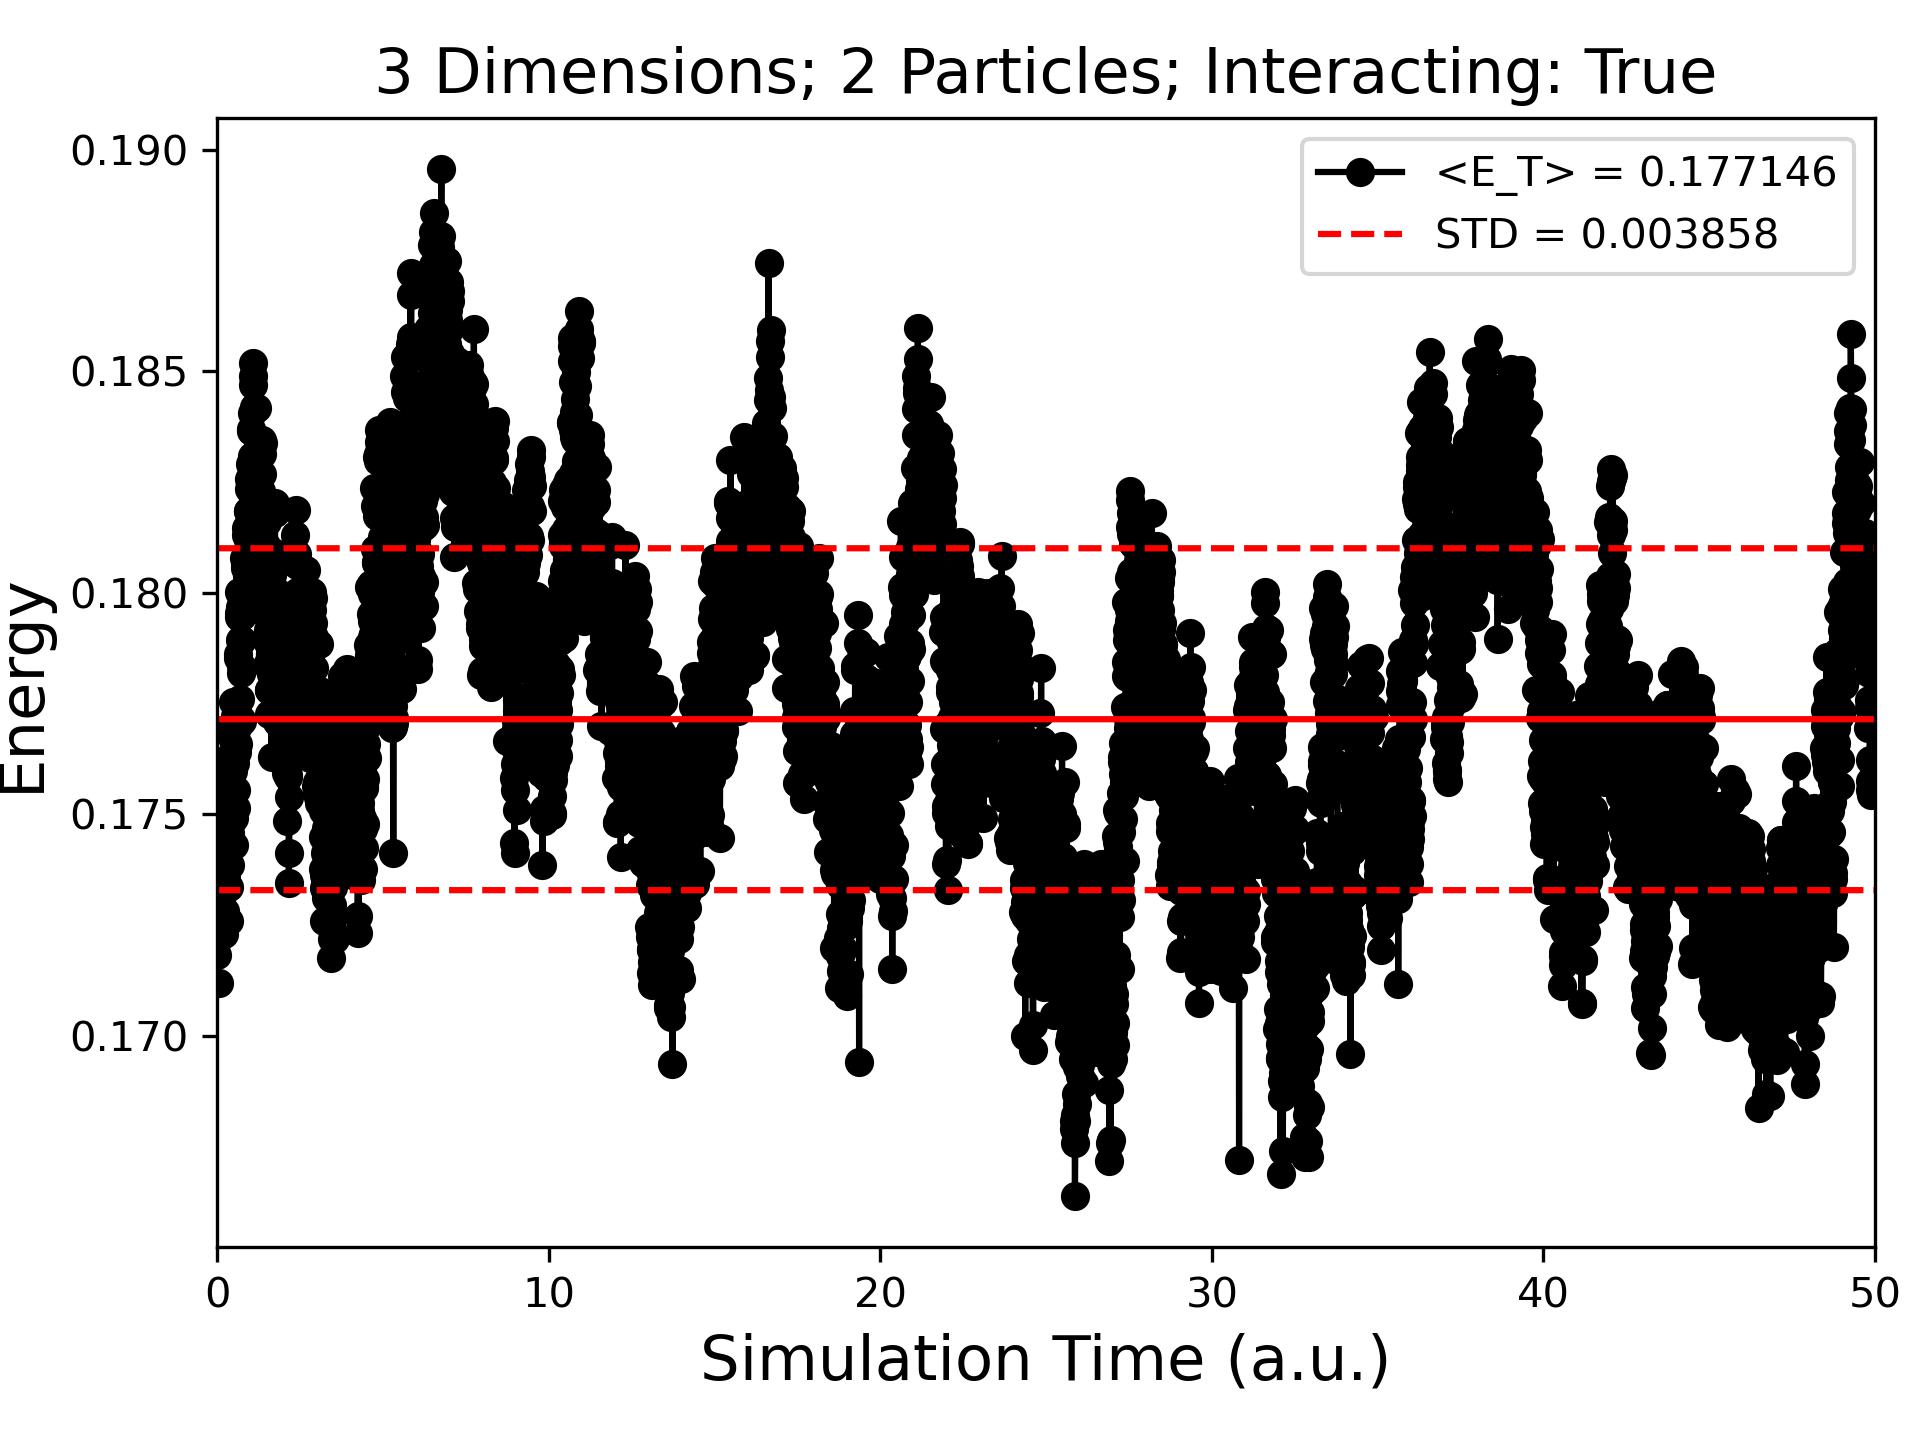 3 Dimensions; 2 Particles; Interacting: True
<E_T> = 0.177146
STD = 0.003858
Energy
0.190
0.185
0.180
0.175
0.170
0
10
20
30
40
50
Simulation Time (a.u.)